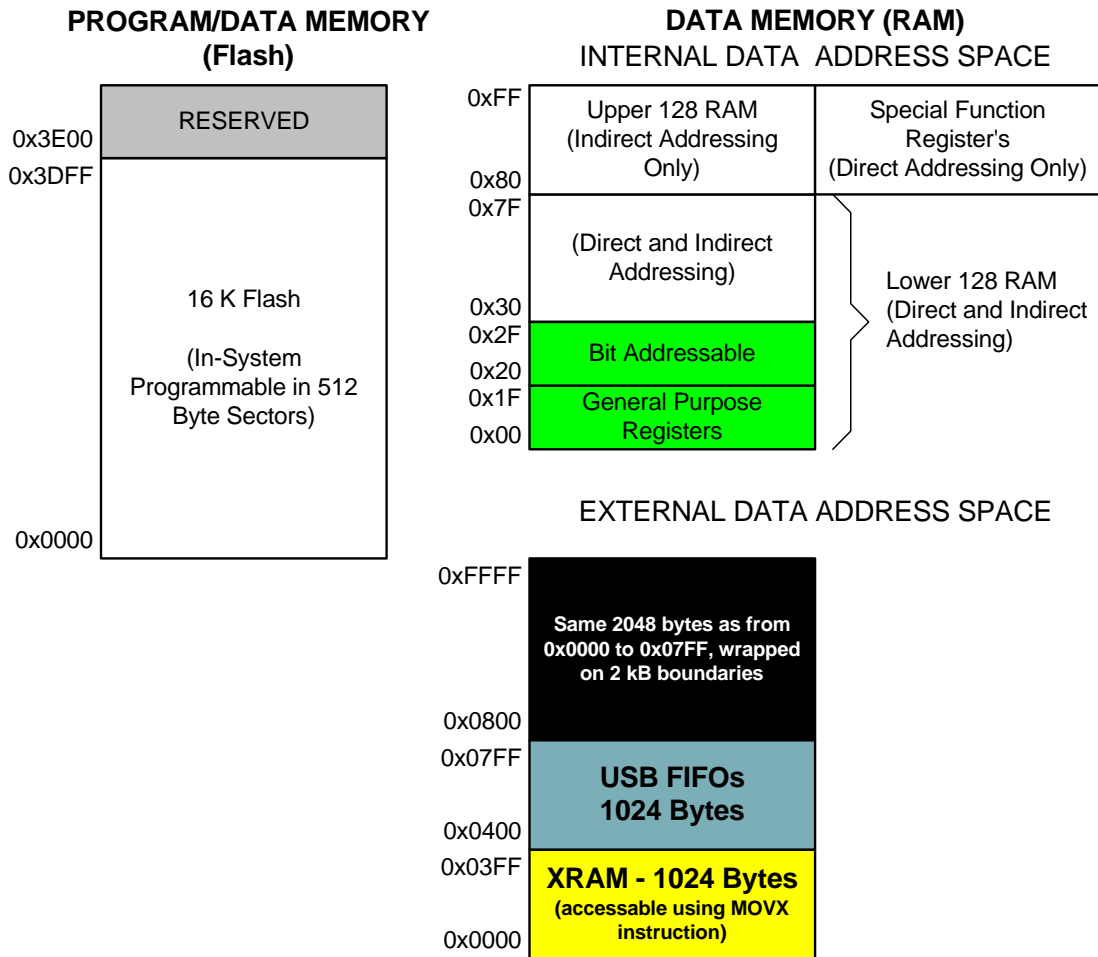 PROGRAM/DATA MEMORY
(Flash)
RESERVED
0x3E00
0x3DFF
16 K Flash
(In-System
Programmable in 512
Byte Sectors)
0x0000
DATA MEMORY (RAM)
INTERNAL DATA ADDRESS SPACE
0xFF
Upper 128 RAM
(Indirect Addressing
Only)
0x80
Special Function
Register's
(Direct Addressing Only)
0x7F
(Direct and Indirect
Addressing)
0x30
Lower 128 RAM
(Direct and Indirect
Addressing)
0x2F
Bit Addressable
0x20
0x1F
General Purpose
Registers
0x00
EXTERNAL DATA ADDRESS SPACE
0xFFFF
Same 2048 bytes as from
0x0000 to 0x07FF, wrapped
on 2 kB boundaries
0x0800
0x07FF
USB FIFOs
1024 Bytes
0x0400
0x03FF
XRAM - 1024 Bytes
(accessable using MOVX
instruction)
0x0000